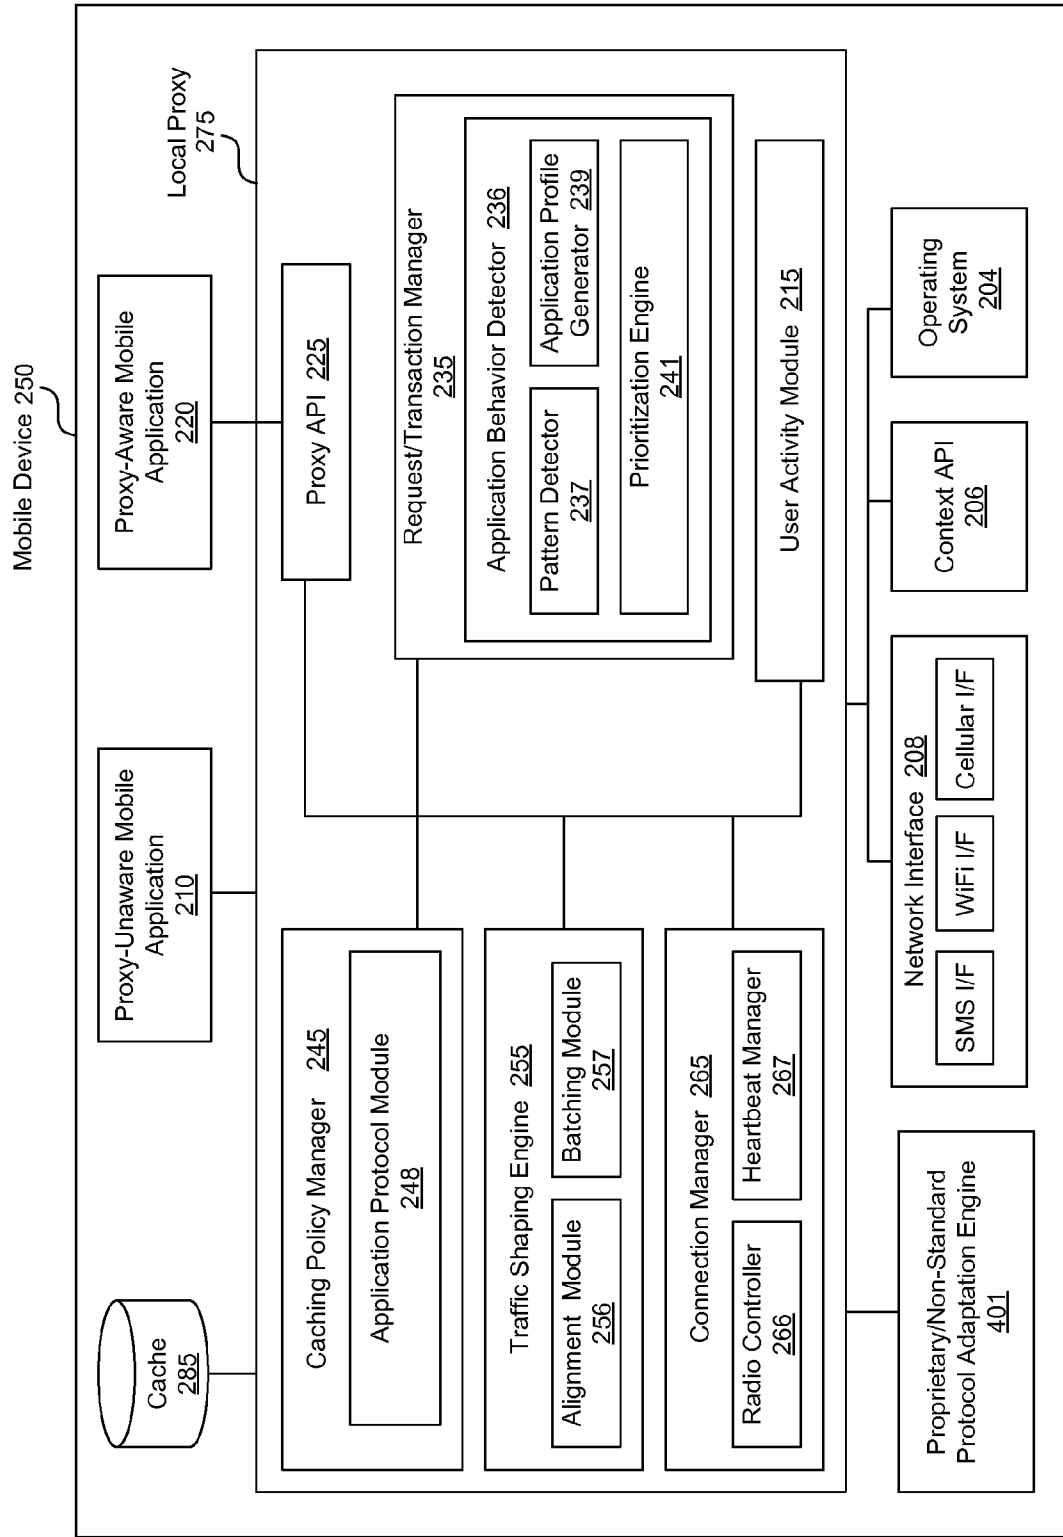 Mobile Device 250
Local Proxy
275
Cache
285
Proxy-Unaware Mobile
Application
210
Proxy-Aware Mobile
Application
220
Caching Policy Manager 245
Application Protocol Module
248
Traffic Shaping Engine 255
Alignment Module
256
Batching Module
257
Connection Manager 265
Radio Controller
266
Heartbeat Manager
267
Proxy API 225
Request/Transaction Manager
235
Application Behavior Detector 236
Pattern Detector
237
Application Profile
Generator 239
Prioritization Engine
241
User Activity Module 215
Proprietary/Non-Standard
Protocol Adaptation Engine
401
Network Interface 208
SMS I/F
WiFi I/F
Cellular I/F
Context API
206
Operating
System
204